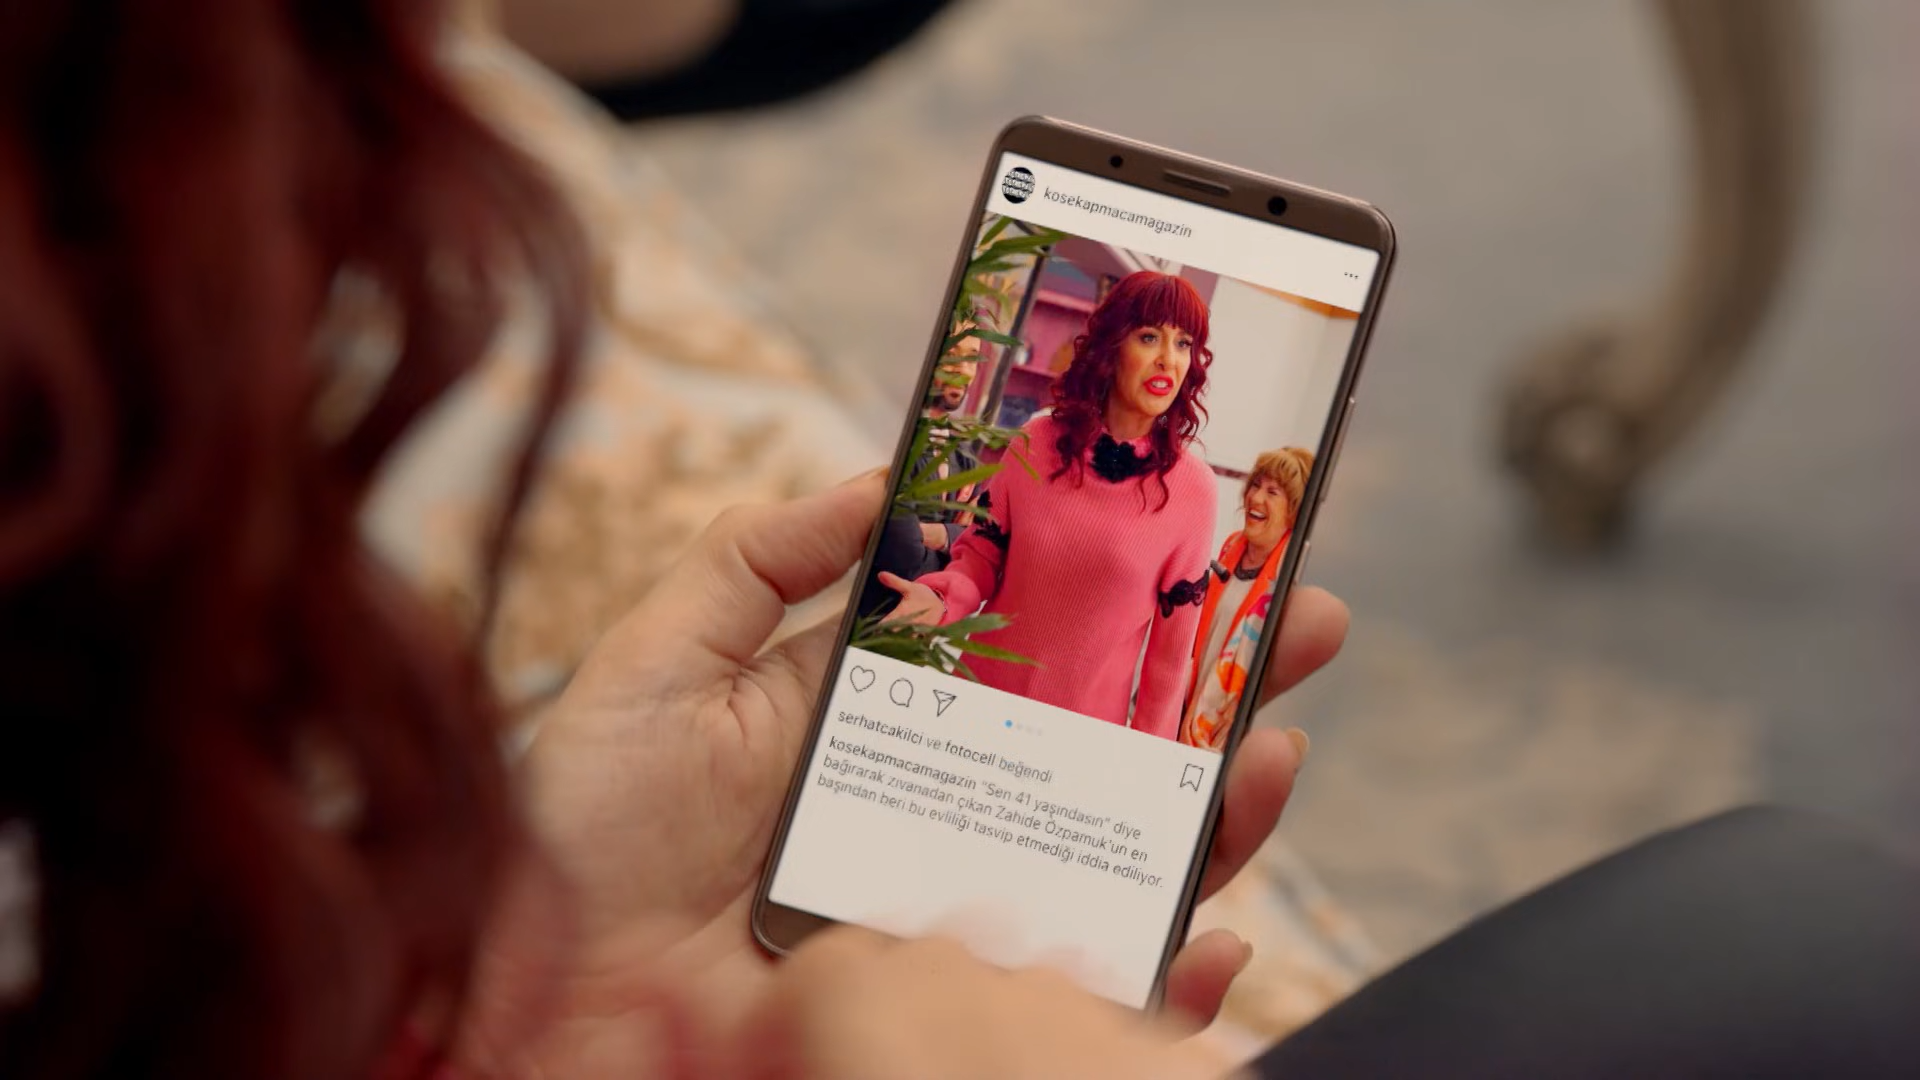 kosekapmacamagazin
serhatcakilci ve fotocell beğendi
kosekapmacamagazin "Sen 41 yaşındasın" diye
bağırarak zıvanadan çıkan Zahide Özpamuk'un en
başından beri bu evliliği tasvip etmediği iddia ediliyor.